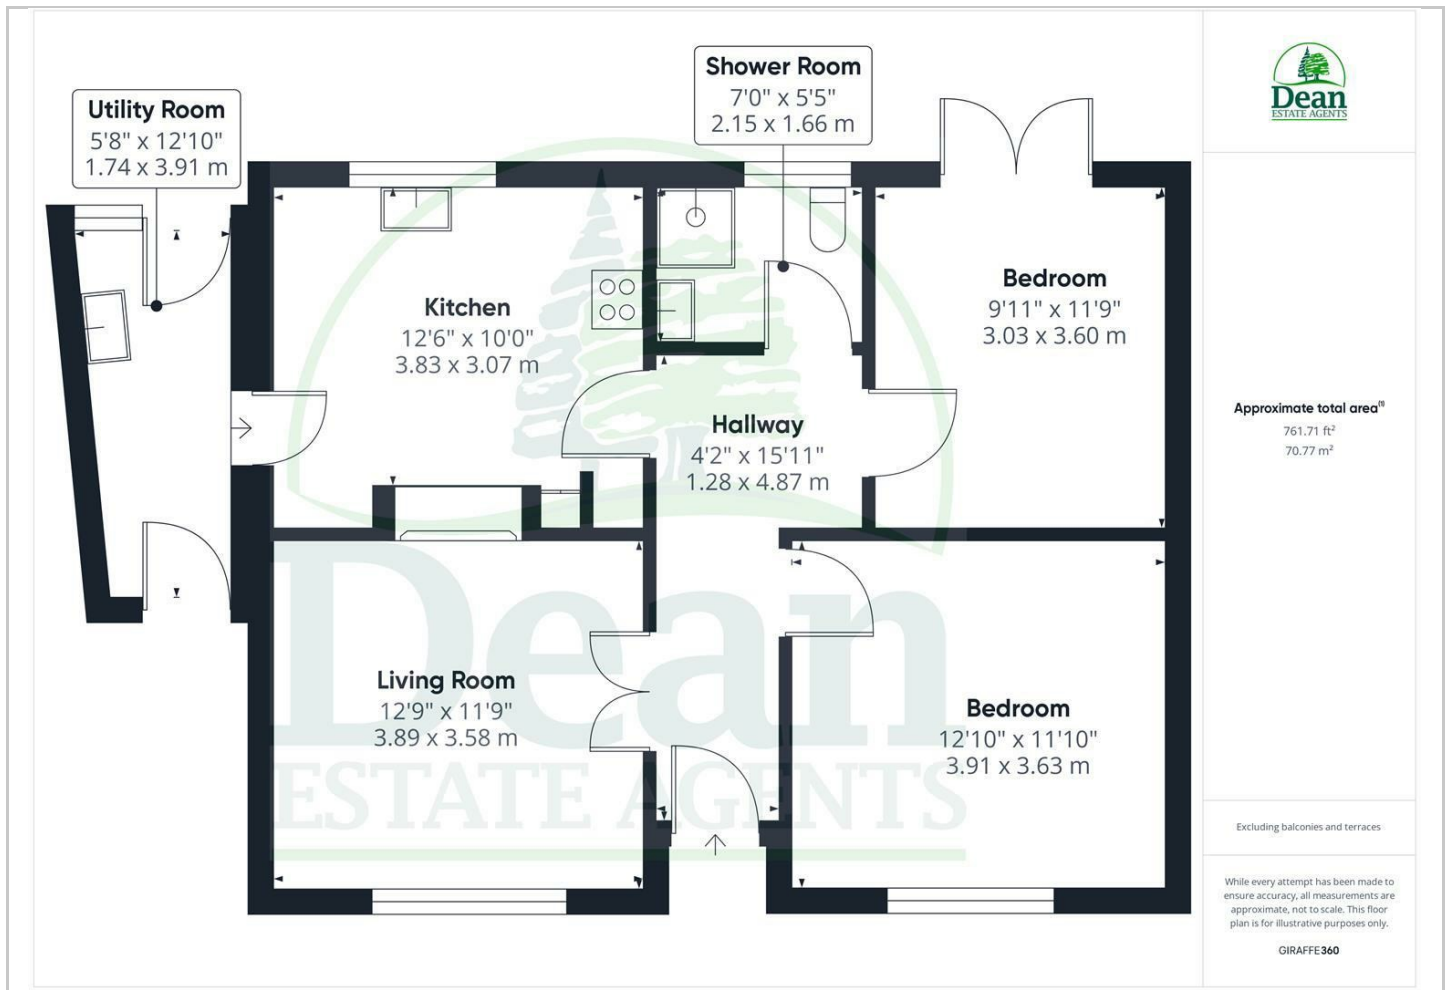 Utility Room
5'8" x 12'10"
1.74 x 3.91 m
Shower Room
7'0" x 5'5"
2.15 x 1.66 m
Kitchen
12'6" x 10'0"
3.83 x 3.07 m
Bedroom
9'11" x 11'9"
3.03 x 3.60 m
Hallway
4'2" x 15'11"
1.28 x 4.87 m
Living Room
12'9" x 11'9"
3.89 x 3.58 m
Bedroom
12'10" x 11'10"
3.91 x 3.63 m
Dean
ESTATE AGENTS
Dean
ESTATE AGENTS
Approximate total area⁽¹⁾
761.71 ft²
70.77 m²
Excluding balconies and terraces
While every attempt has been made to
ensure accuracy, all measurements are
approximate, not to scale. This floor
plan is for illustrative purposes only.
GIRAFFE360